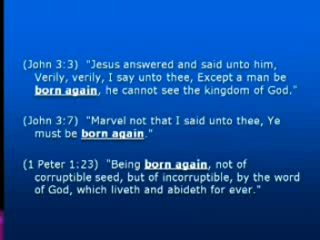 (John 3:3) "Jesus answered and said unto him,
Verily, verily, I say unto thee, Except a man be
born again, he cannot see the kingdom of God."
(John 3:7) "Marvel not that I said unto thee, Ye
must be born again."
(1 Peter 1:23) "Being born again, not of
corruptible seed, but of incorruptible, by the word
of God, which liveth and abideth for ever."